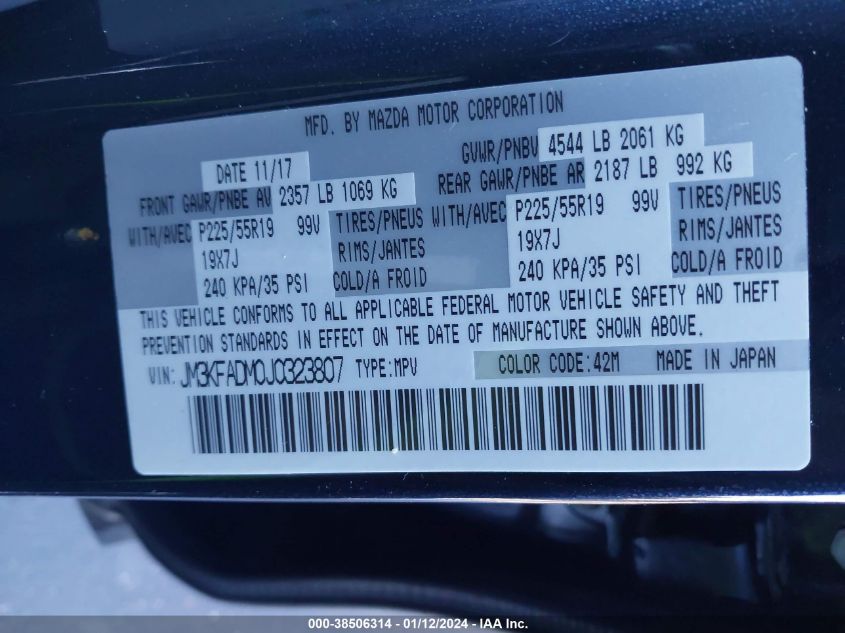 MFD. BY MAZDA MOTOR CORPORATION
DATE 11/17 GVWR/PNBV 4544 LB 2061 KG
FRONT GAWR/PNBE AV 2357 LB 1069 KG REAR GAWR/PNBE AR 2187 LB 992 KG
WITH/AVEC P225/55R19 99V TIRES/PNEUS WITH/AVEC P225/55R19 99V TIRES/PNEUS
19X7J RIMS/JANTES 19X7J RIMS/JANTES
240 KPA/35 PSI COLD/A FROID 240 KPA/35 PSI COLD/A FROID
THIS VEHICLE CONFORMS TO ALL APPLICABLE FEDERAL MOTOR VEHICLE SAFETY AND THEFT
PREVENTION STANDARDS IN EFFECT ON THE DATE OF MANUFACTURE SHOWN ABOVE.
VIN: JM3KFADM0J0323807 TYPE:MPV COLOR CODE:42M MADE IN JAPAN
000-38506314 - 01/12/2024 - IAA Inc.